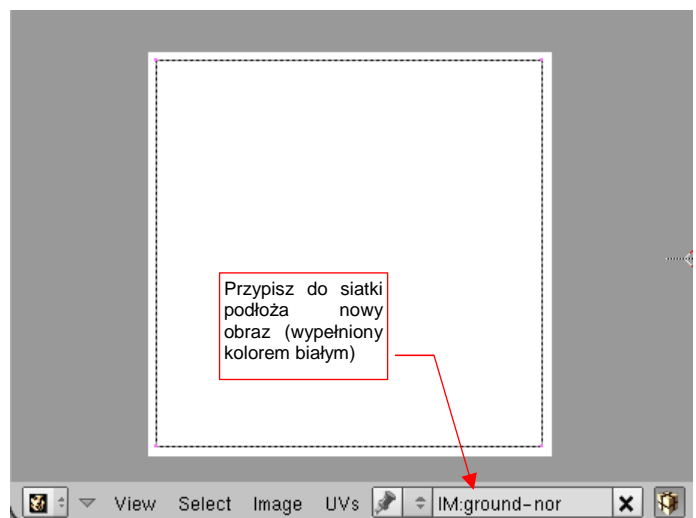 Przypisz do siatki
podłoża nowy
obraz (wypełniony
kolorem białym)
View Select Image UVs IM:ground-nor